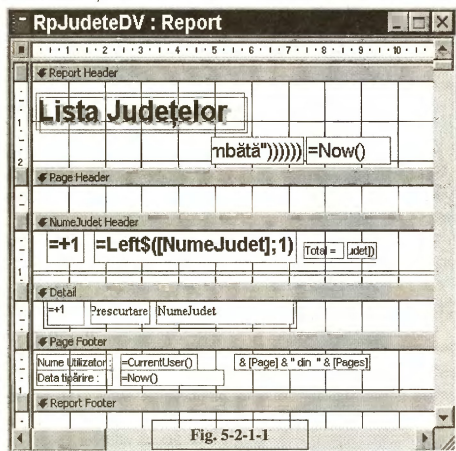 RpJudeteDV : Report
1 2 3 4 5 6 7 8 9 10
Report Header
Lista Județelor
mbătă")))))) =Now()
Page Header
NumeJudet Header
=+1 =Left$([NumeJudet];1) Total = udet])
Detail
=+1 Prescurtare NumeJudet
Page Footer
Nume Utilizator : =CurrentUser() & [Page] & " din " & [Pages]
Data tipărire : =Now()
Report Footer
Fig. 5-2-1-1